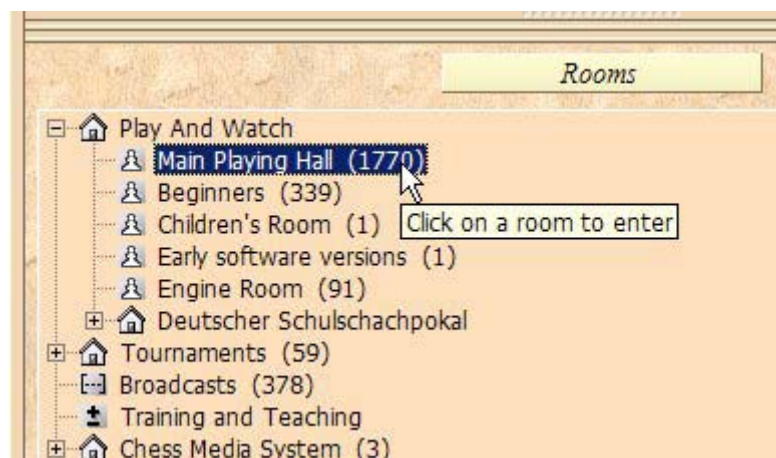 Rooms
Play And Watch
Main Playing Hall (1770)
Beginners (339)
Children's Room (1)
Click on a room to enter
Early software versions (1)
Engine Room (91)
Deutscher Schulschachpokal
Tournaments (59)
Broadcasts (378)
Training and Teaching
Chess Media System (3)